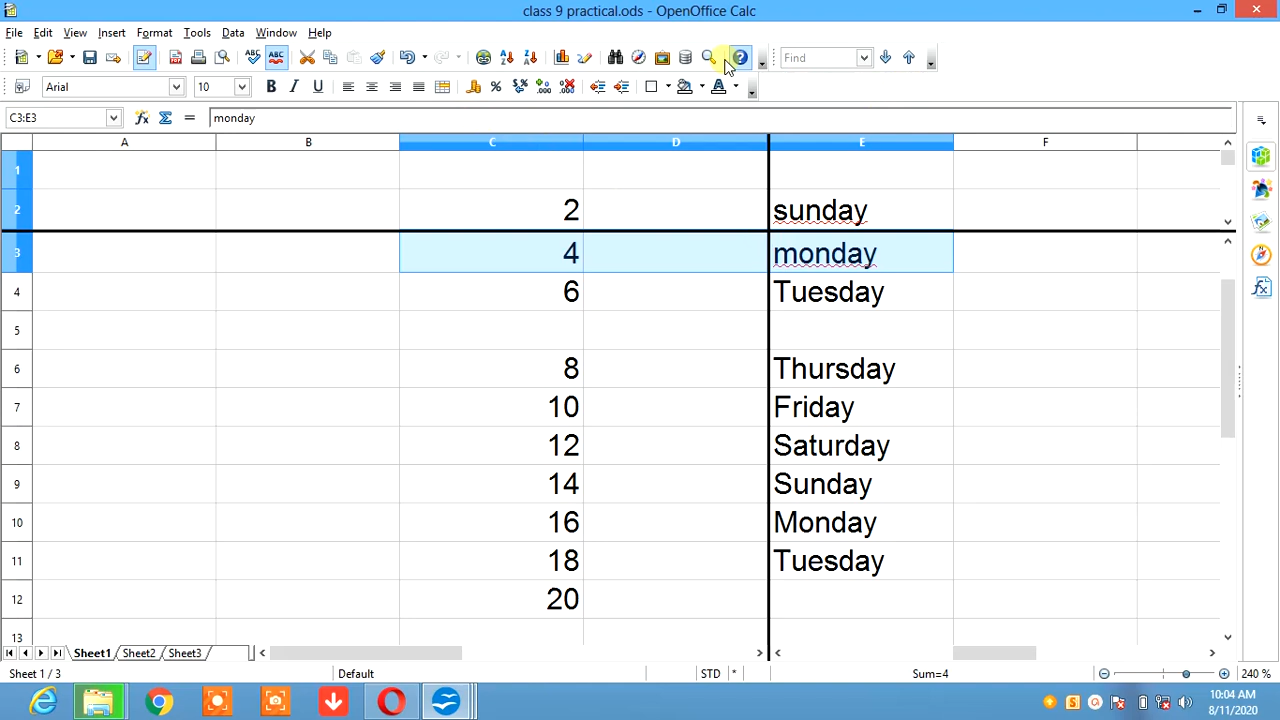 class 9 practical.ods - OpenOffice Calc
File Edit View Insert Format Tools Data Window Help
ABC ABC Find
Arial 10 B I U
C3:E3 monday
A B C D E F
1
2 2 sunday
3 4 monday
4 6 Tuesday
5
6 8 Thursday
7 10 Friday
8 12 Saturday
9 14 Sunday
10 16 Monday
11 18 Tuesday
12 20
13
Sheet1 Sheet2 Sheet3
Sheet 1 / 3 Default STD * Sum=4 240 %
10:04 AM
8/11/2020